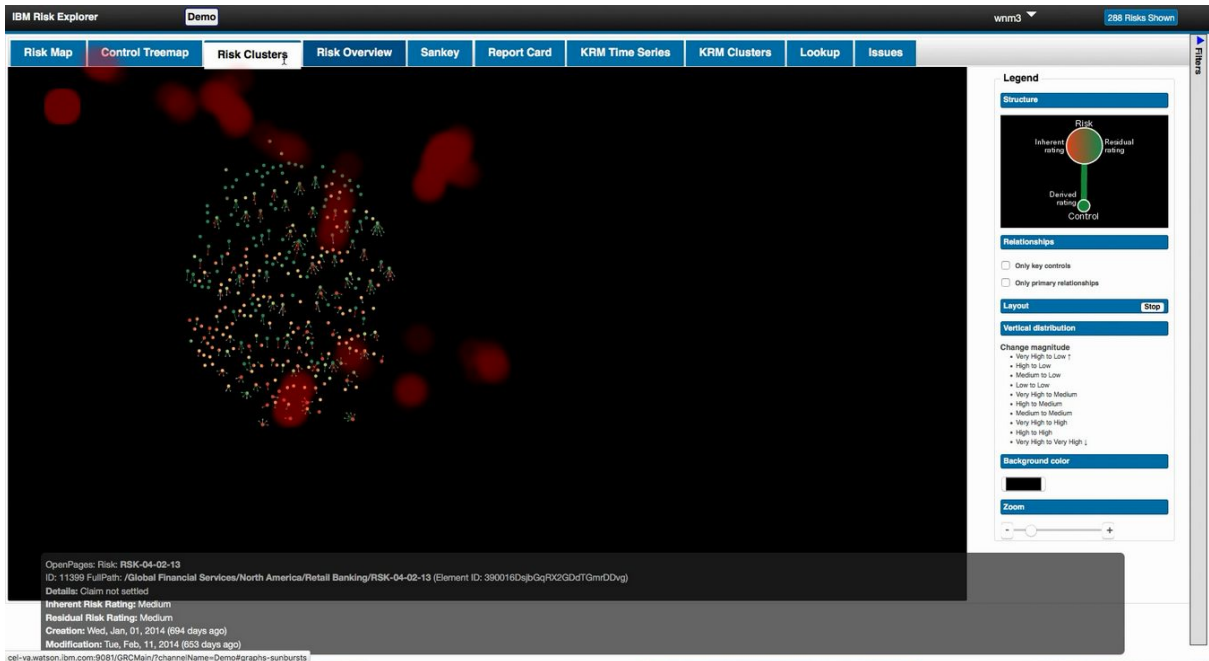 IBM Risk Explorer
Demo
wnm3
288 Risks Shown
Risk Map
Control Treemap
Risk Clusters
Risk Overview
Sankey
Report Card
KRM Time Series
KRM Clusters
Lookup
Issues
Filters
Legend
Structure
Risk
Inherent rating
Residual rating
Derived rating
Control
Relationships
Only key controls
Only primary relationships
Layout
Stop
Vertical distribution
Change magnitude
• Very High to Low ↑
• High to Low
• Medium to Low
• Low to Low
• Very High to Medium
• High to Medium
• Medium to Medium
• Very High to High
• High to High
• Very High to Very High ↓
Background color
Zoom
- +
OpenPages: Risk: RSK-04-02-13
ID: 11399 FullPath: /Global Financial Services/North America/Retail Banking/RSK-04-02-13 (Element ID: 390016DsjbGqRX2GDdTGmrDDvg)
Details: Claim not settled
Inherent Risk Rating: Medium
Residual Risk Rating: Medium
Creation: Wed, Jan, 01, 2014 (694 days ago)
Modification: Tue, Feb, 11, 2014 (653 days ago)
cel-va.watson.ibm.com:9081/GRCMain/?channelName=Demo#graphs-sunbursts